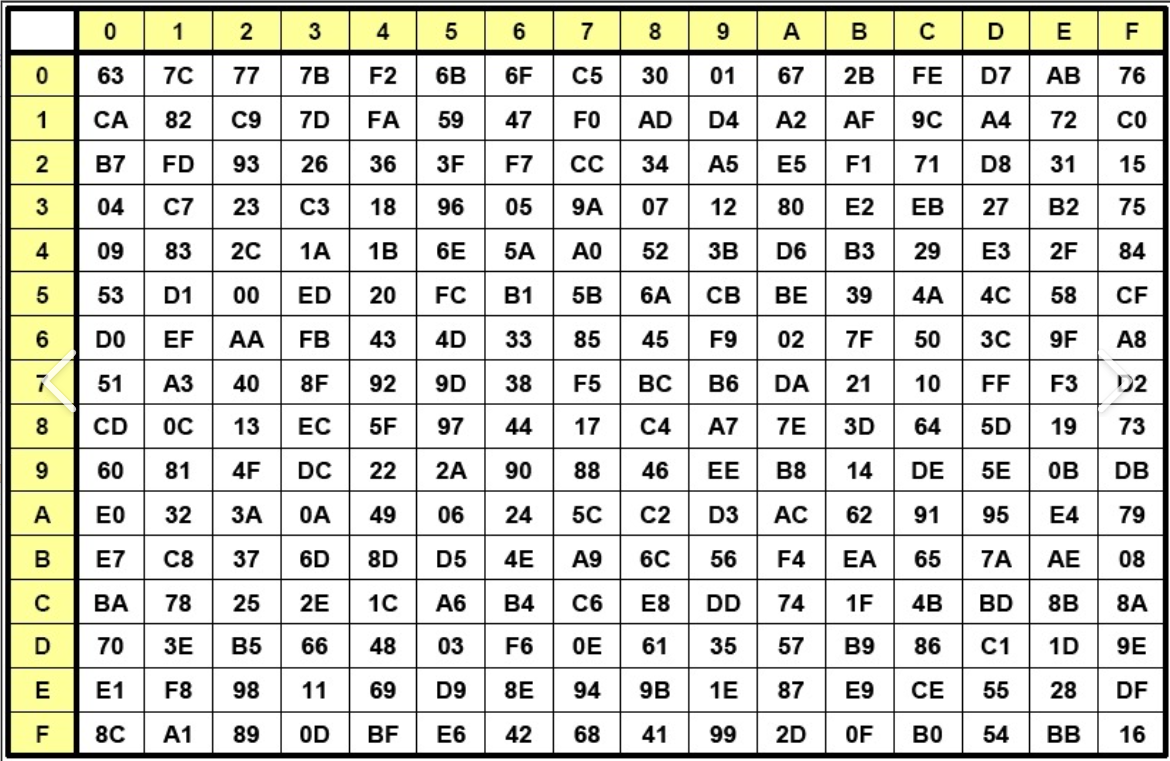 0 1 2 3 4 5 6 7 8 9 A B C D E F
0 63 7C 77 7B F2 6B 6F C5 30 01 67 2B FE D7 AB 76
1 CA 82 C9 7D FA 59 47 F0 AD D4 A2 AF 9C A4 72 C0
2 B7 FD 93 26 36 3F F7 CC 34 A5 E5 F1 71 D8 31 15
3 04 C7 23 C3 18 96 05 9A 07 12 80 E2 EB 27 B2 75
4 09 83 2C 1A 1B 6E 5A A0 52 3B D6 B3 29 E3 2F 84
5 53 D1 00 ED 20 FC B1 5B 6A CB BE 39 4A 4C 58 CF
6 D0 EF AA FB 43 4D 33 85 45 F9 02 7F 50 3C 9F A8
7 51 A3 40 8F 92 9D 38 F5 BC B6 DA 21 10 FF F3 D2
8 CD 0C 13 EC 5F 97 44 17 C4 A7 7E 3D 64 5D 19 73
9 60 81 4F DC 22 2A 90 88 46 EE B8 14 DE 5E 0B DB
A E0 32 3A 0A 49 06 24 5C C2 D3 AC 62 91 95 E4 79
B E7 C8 37 6D 8D D5 4E A9 6C 56 F4 EA 65 7A AE 08
C BA 78 25 2E 1C A6 B4 C6 E8 DD 74 1F 4B BD 8B 8A
D 70 3E B5 66 48 03 F6 0E 61 35 57 B9 86 C1 1D 9E
E E1 F8 98 11 69 D9 8E 94 9B 1E 87 E9 CE 55 28 DF
F 8C A1 89 0D BF E6 42 68 41 99 2D 0F B0 54 BB 16